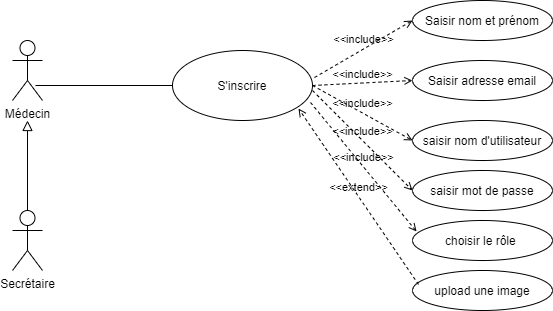 Saisir nom et prénom
<<include>>
Saisir adresse email
<<include>>
S'inscrire
<<include>>
Médecin
<<include>>
saisir nom d'utilisateur
<<include>>
saisir mot de passe
<<extend>>
choisir le rôle
Secrétaire
upload une image